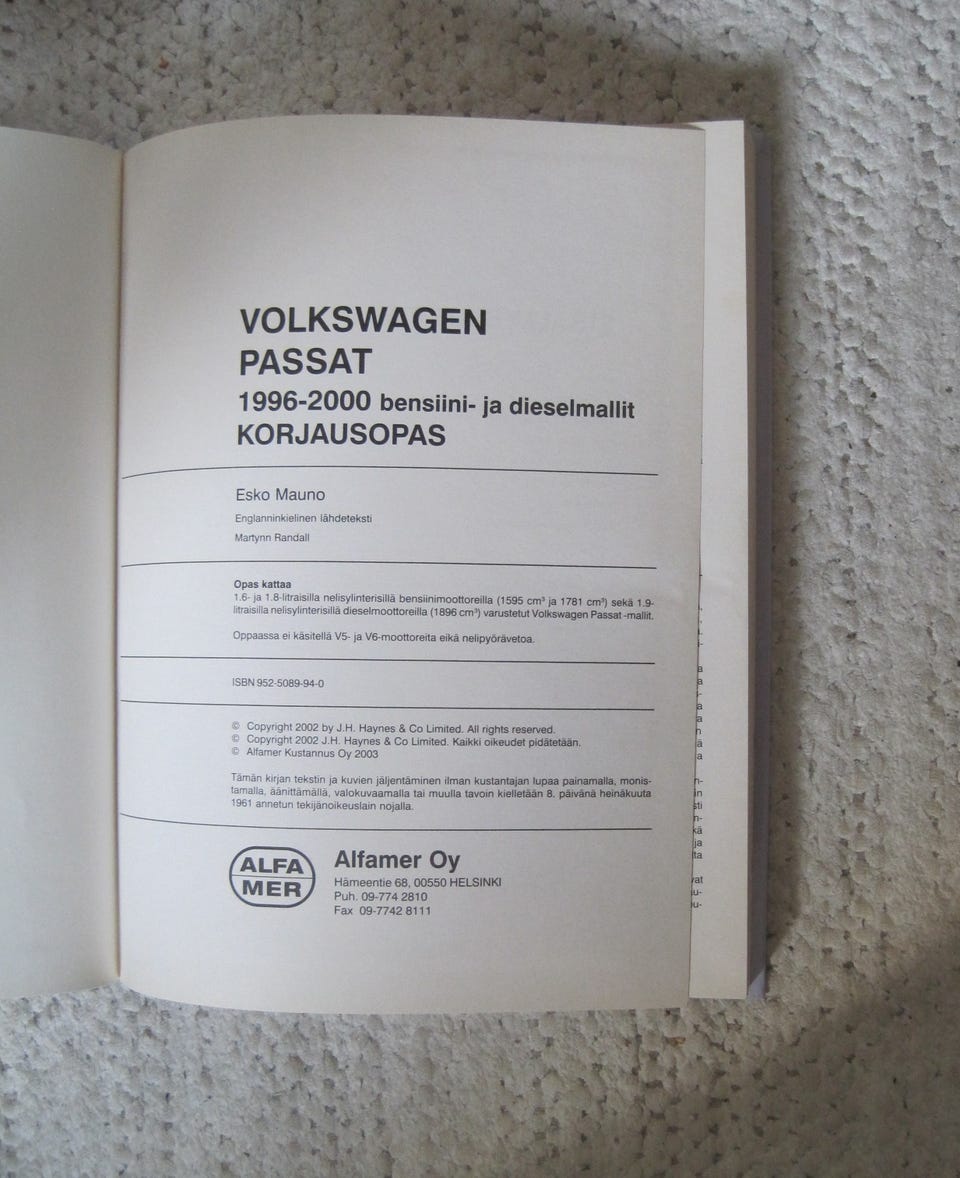 VOLKSWAGEN
PASSAT
1996-2000 bensiini- ja dieselmallit
KORJAUSOPAS
Esko Mauno
Englanninkielinen lähdeteksti
Martynn Randall
Opas kattaa
1.6- ja 1.8-litraisilla nelisylinterisillä bensiinimoottoreilla (1595 cm³ ja 1781 cm³) sekä 1.9-
litraisilla nelisylinterisillä dieselmoottoreilla (1896 cm³) varustetut Volkswagen Passat -mallit.
Oppaassa ei käsitellä V5- ja V6-moottoreita eikä nelipyörävetoa.
ISBN 952-5089-94-0
© Copyright 2002 by J.H. Haynes & Co Limited. All rights reserved.
© Copyright 2002 J.H. Haynes & Co Limited. Kaikki oikeudet pidätetään.
© Alfamer Kustannus Oy 2003
Tämän kirjan tekstin ja kuvien jäljentäminen ilman kustantajan lupaa painamalla, monis-
tamalla, äänittämällä, valokuvaamalla tai muulla tavoin kielletään 8. päivänä heinäkuuta
1961 annetun tekijänoikeuslain nojalla.
ALFA
MER
Alfamer Oy
Hämeentie 68, 00550 HELSINKI
Puh. 09-774 2810
Fax 09-7742 8111